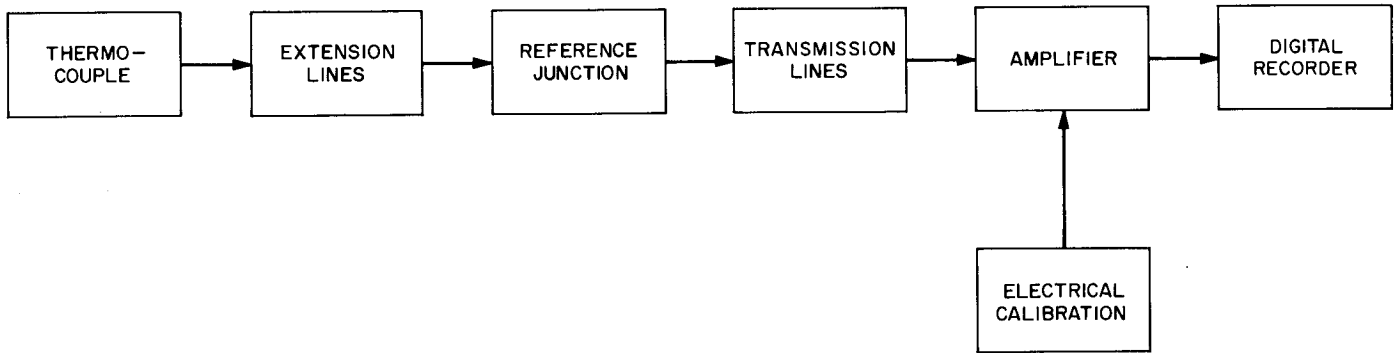 THERMO-
COUPLE
EXTENSION
LINES
REFERENCE
JUNCTION
TRANSMISSION
LINES
AMPLIFIER
DIGITAL
RECORDER
ELECTRICAL
CALIBRATION